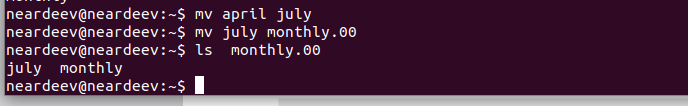 neardeev@neardeev:~$ mv april july
neardeev@neardeev:~$ mv july monthly.00
neardeev@neardeev:~$ ls  monthly.00
july  monthly
neardeev@neardeev:~$